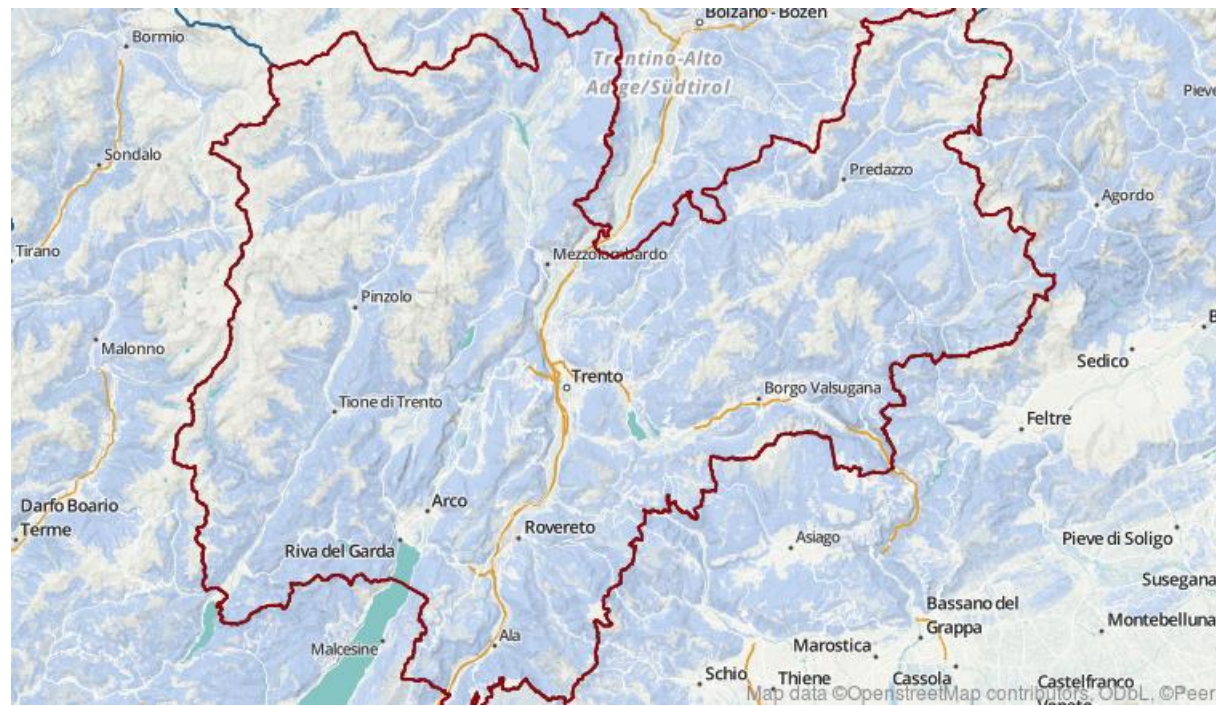 Bolzano - Bozen
Bormio
Trentino-Alto
Adige/Südtirol
Pieve
Sondalo
Predazzo
Agordo
Tirano
Mezzolombardo
Pinzolo
Malonno
Sedico
Trento
Borgo Valsugana
Tione di Trento
Feltre
Arco
Darfo Boario
Terme
Rovereto
Asiago
Pieve di Soligo
Riva del Garda
Susegana
Bassano del
Grappa
Montebelluna
Ala
Malcesine
Marostica
Schio
Thiene
Cassola
Castelfranco
Veneto
Map data ©OpenstreetMap contributors, ODbL, ©Peer